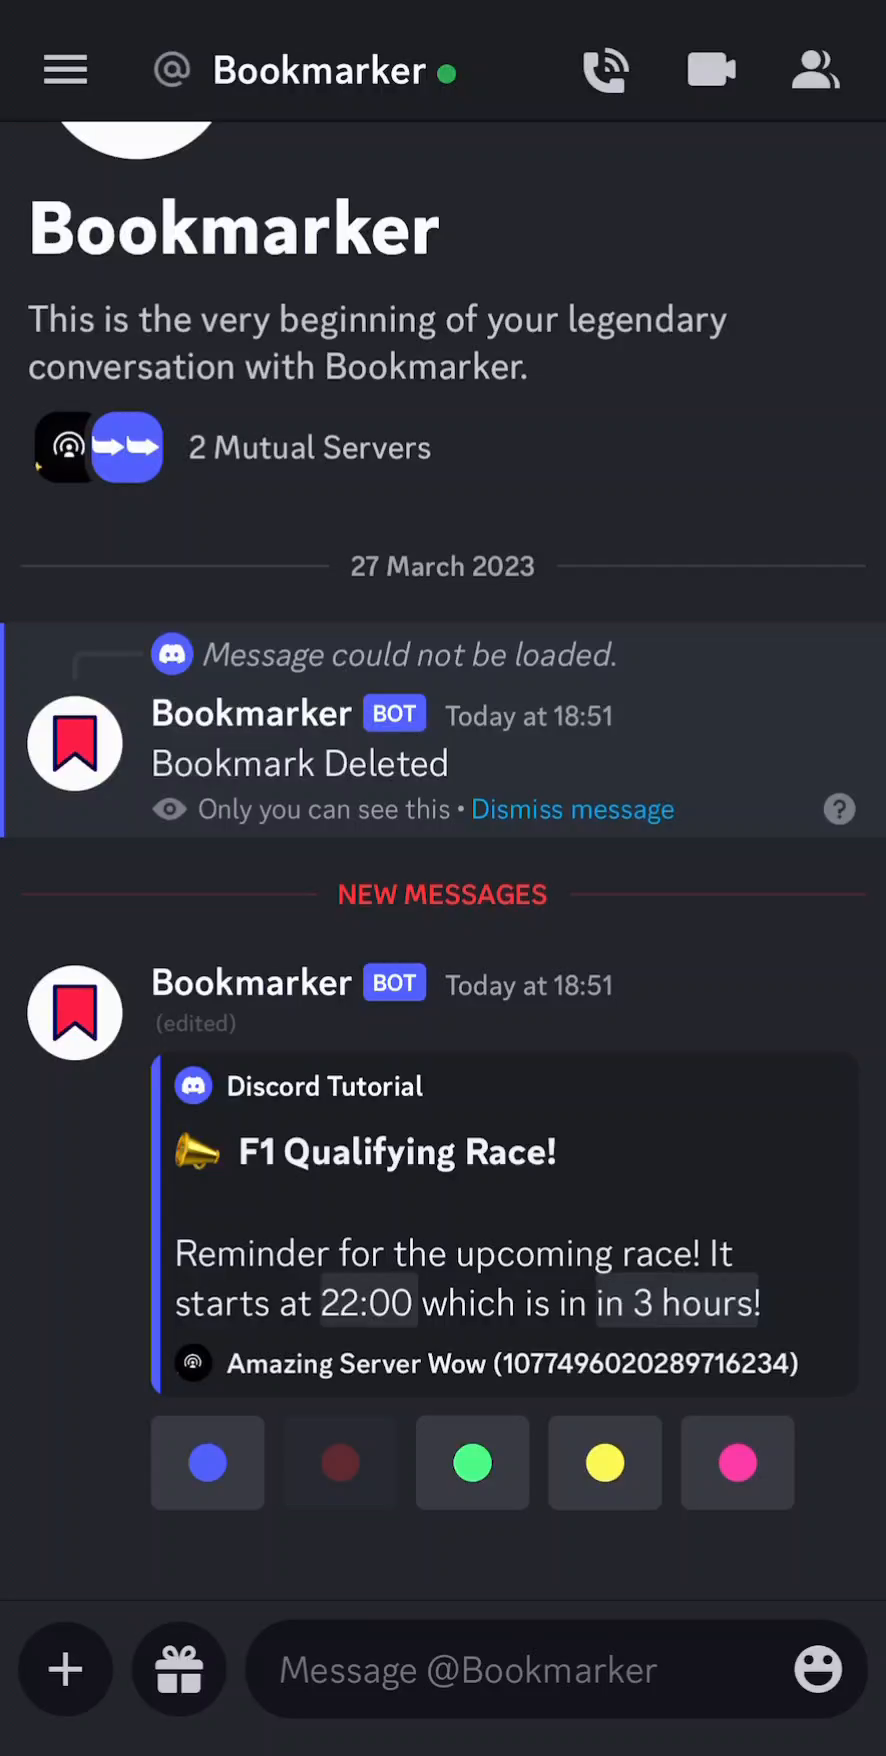 @ Bookmarker
Bookmarker
This is the very beginning of your legendary
conversation with Bookmarker.
2 Mutual Servers
27 March 2023
Message could not be loaded.
Bookmarker BOT Today at 18:51
Bookmark Deleted
Only you can see this • Dismiss message ?
NEW MESSAGES
Bookmarker BOT Today at 18:51
(edited)
Discord Tutorial
F1 Qualifying Race!
Reminder for the upcoming race! It
starts at 22:00 which is in in 3 hours!
Amazing Server Wow (1077496020289716234)
Message @Bookmarker